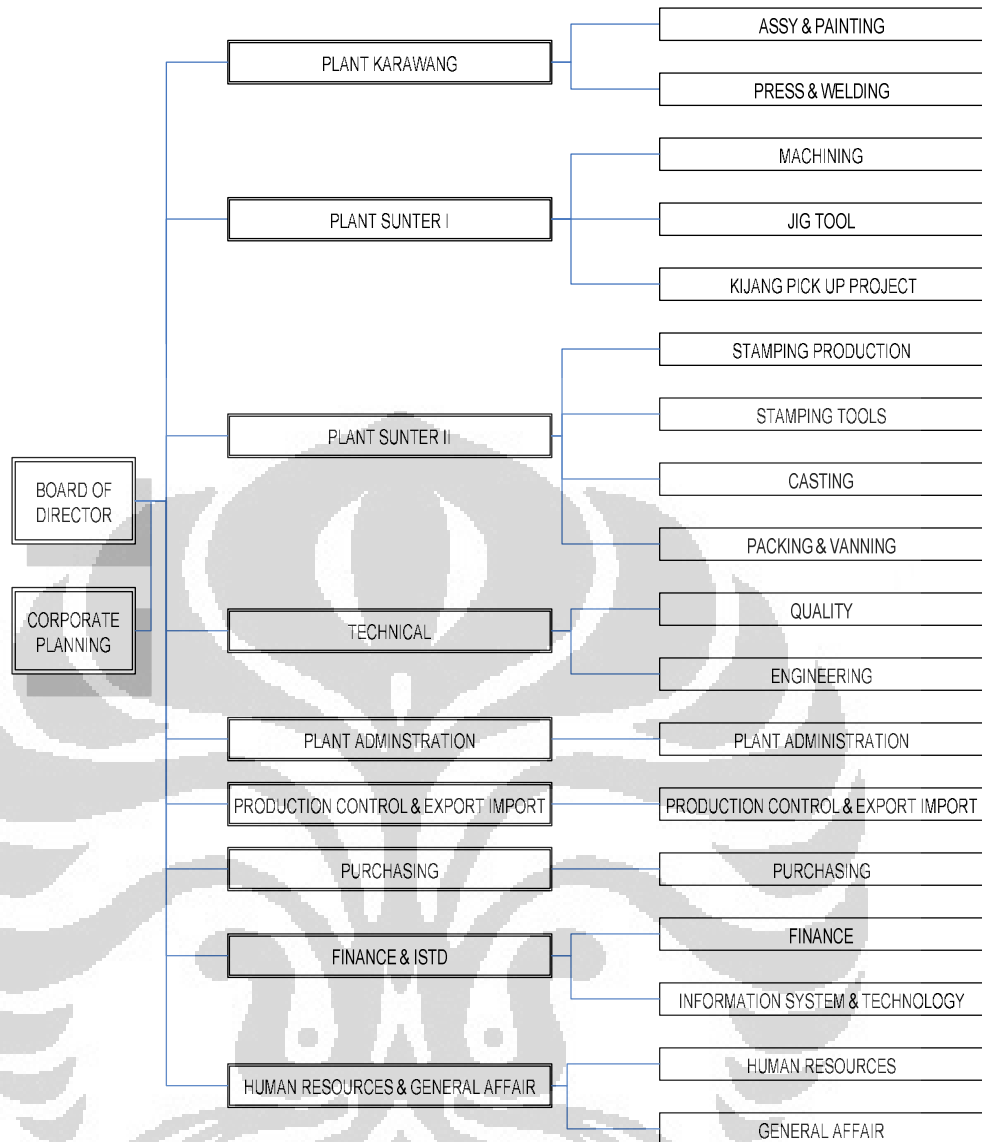 BOARD OF
DIRECTOR
CORPORATE
PLANNING
PLANT KARAWANG
ASSY & PAINTING
PRESS & WELDING
PLANT SUNTER I
MACHINING
JIG TOOL
KIJANG PICK UP PROJECT
PLANT SUNTER II
STAMPING PRODUCTION
STAMPING TOOLS
CASTING
PACKING & VANNING
TECHNICAL
QUALITY
ENGINEERING
PLANT ADMINSTRATION
PLANT ADMINISTRATION
PRODUCTION CONTROL & EXPORT IMPORT
PRODUCTION CONTROL & EXPORT IMPORT
PURCHASING
PURCHASING
FINANCE & ISTD
FINANCE
INFORMATION SYSTEM & TECHNOLOGY
HUMAN RESOURCES & GENERAL AFFAIR
HUMAN RESOURCES
GENERAL AFFAIR